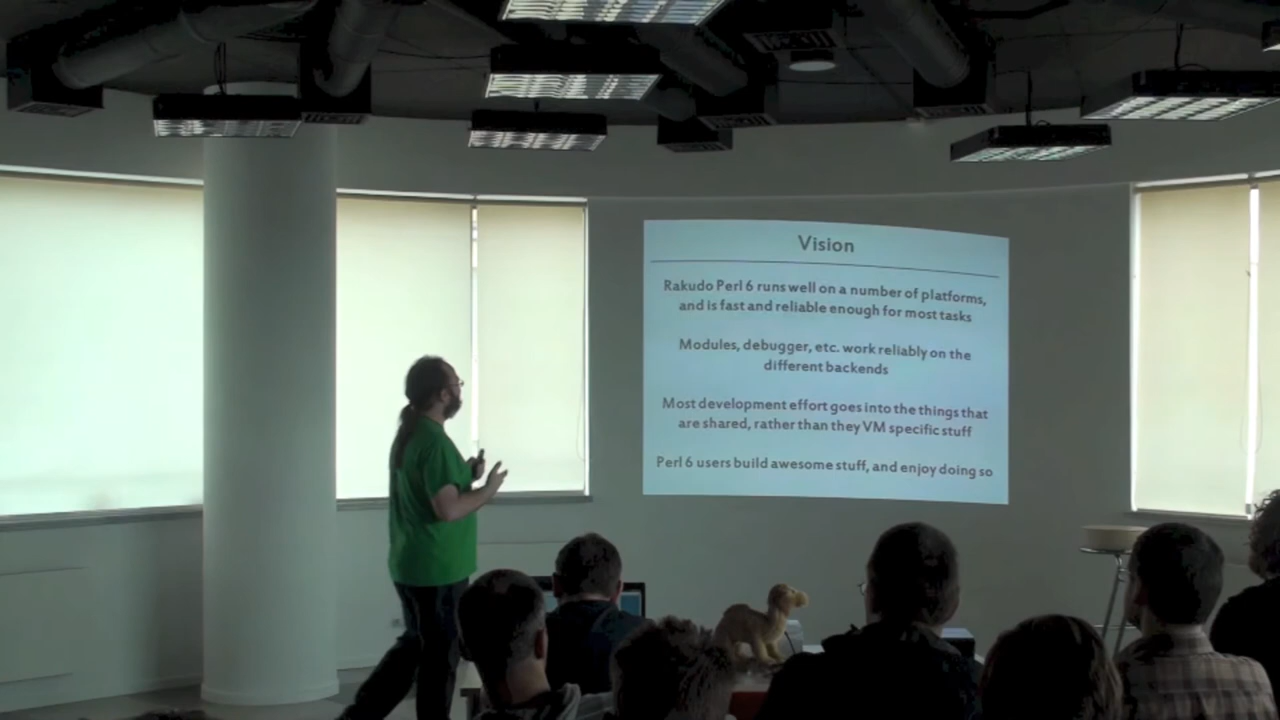 Vision
Rakudo Perl 6 runs well on a number of platforms,
and is fast and reliable enough for most tasks
Modules, debugger, etc. work reliably on the
different backends
Most development effort goes into the things that
are shared, rather than they VM specific stuff
Perl 6 users build awesome stuff, and enjoy doing so